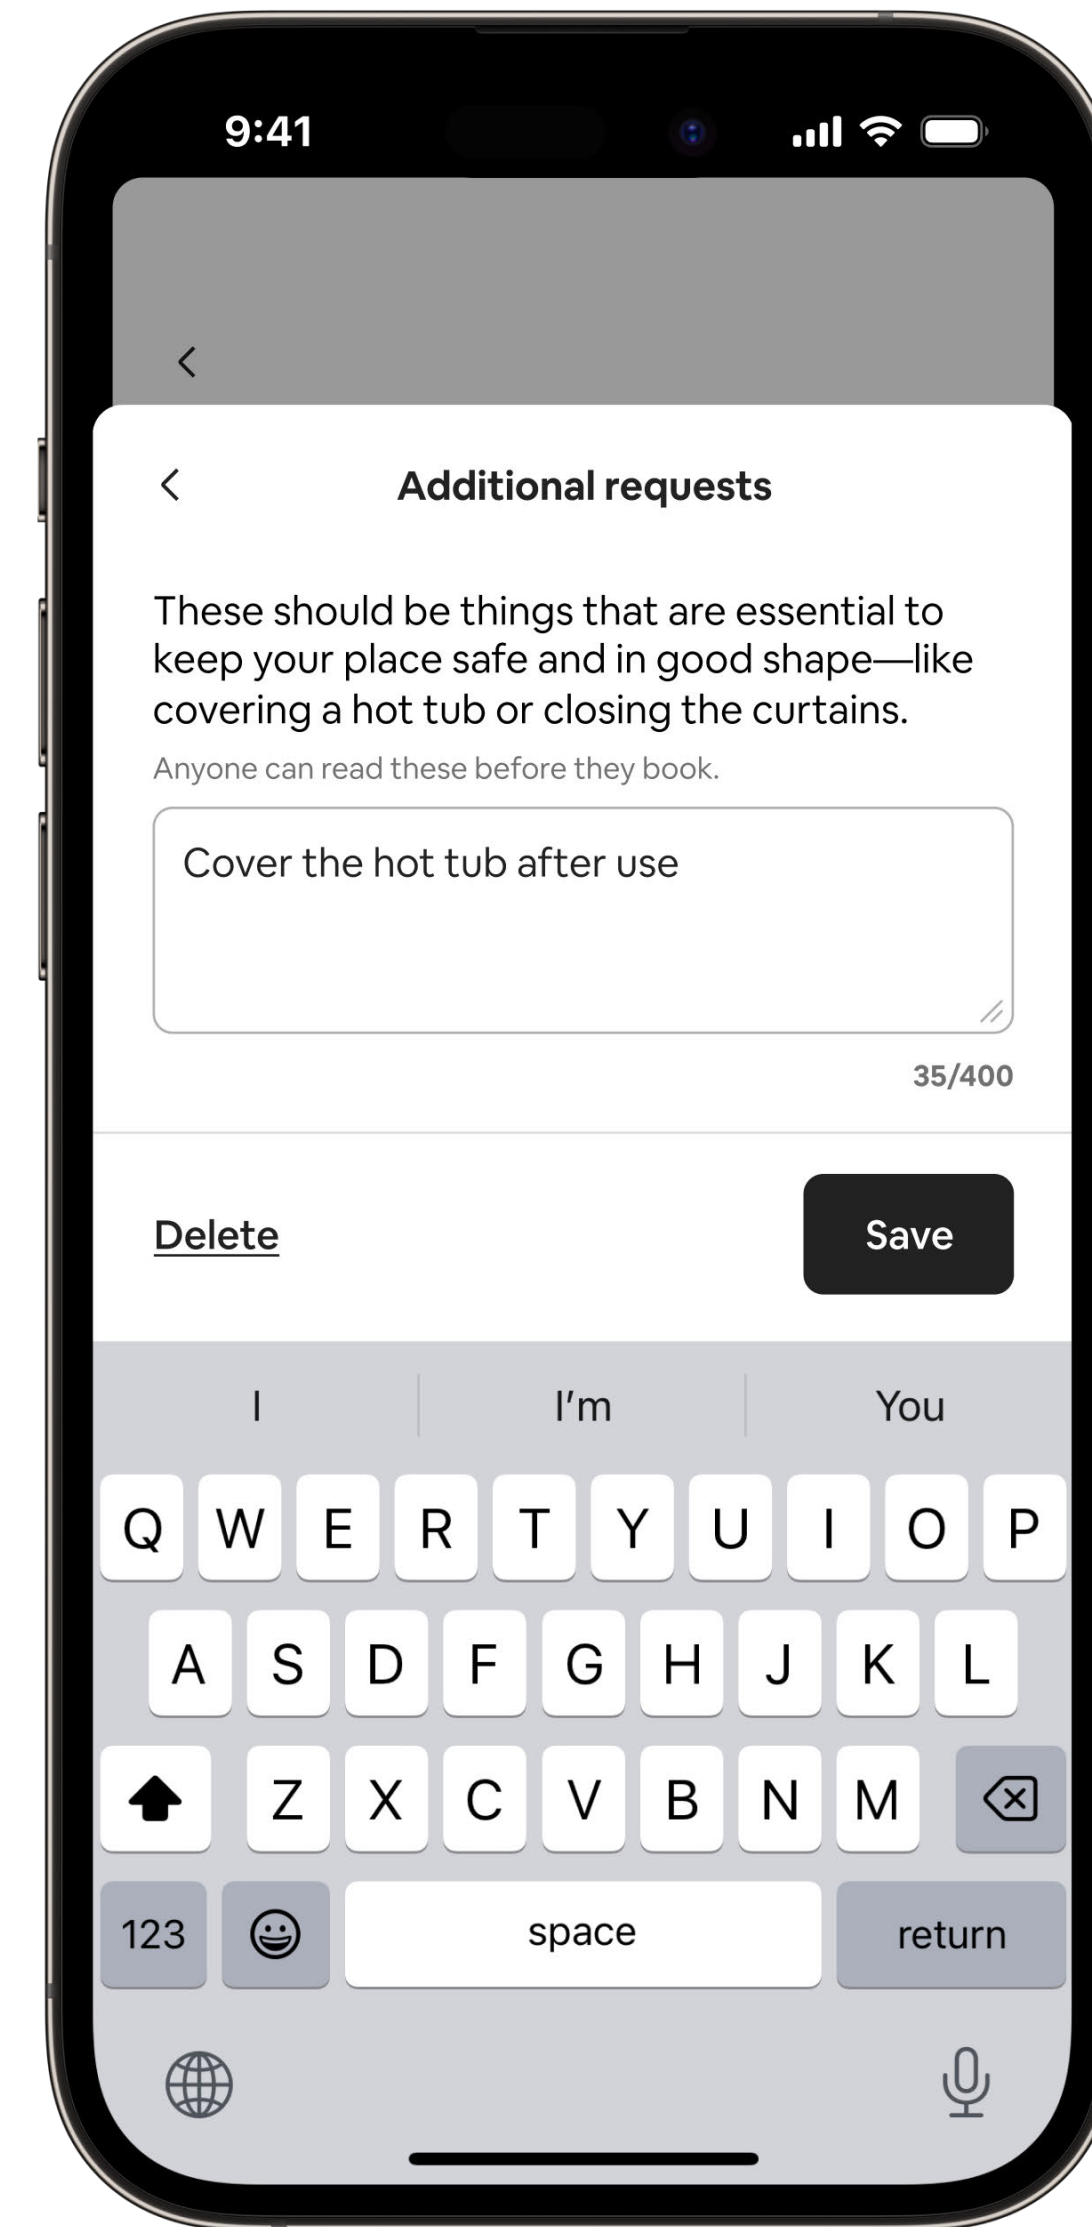 9:41
Additional requests
These should be things that are essential to
keep your place safe and in good shape—like
covering a hot tub or closing the curtains.
Anyone can read these before they book.
Cover the hot tub after use
35/400
Delete
Save
I
I'm
You
Q W E R T Y U I O P
A S D F G H J K L
Z X C V B N M
123
space
return